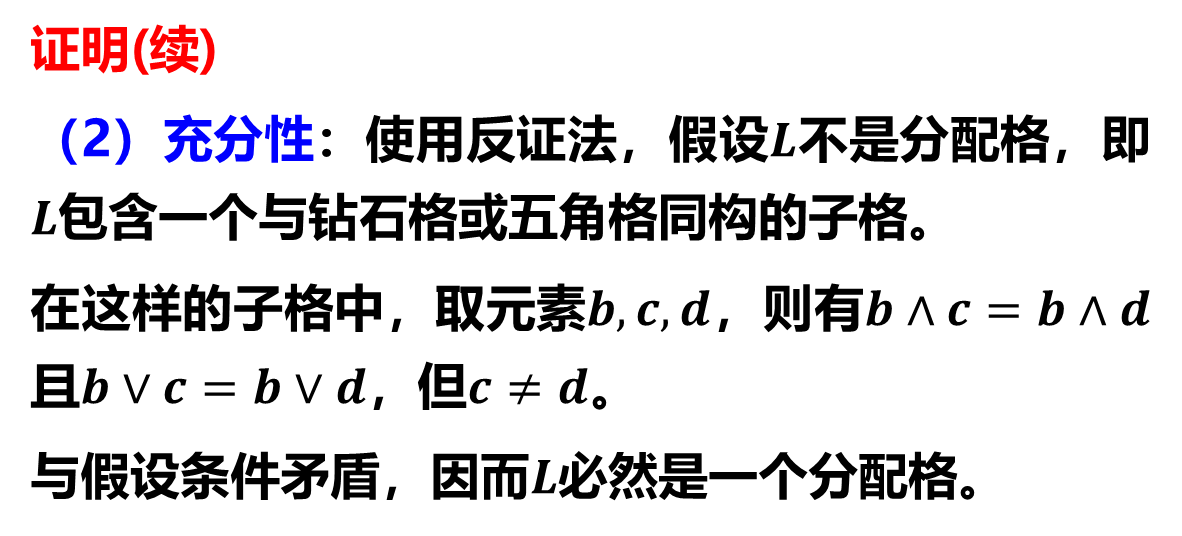 证明(续)
（2）充分性：使用反证法，假设L不是分配格，即
L包含一个与钻石格或五角格同构的子格。
在这样的子格中，取元素b,c,d，则有b ∧ c = b ∧ d
且b ∨ c = b ∨ d，但c ≠ d。
与假设条件矛盾，因而L必然是一个分配格。